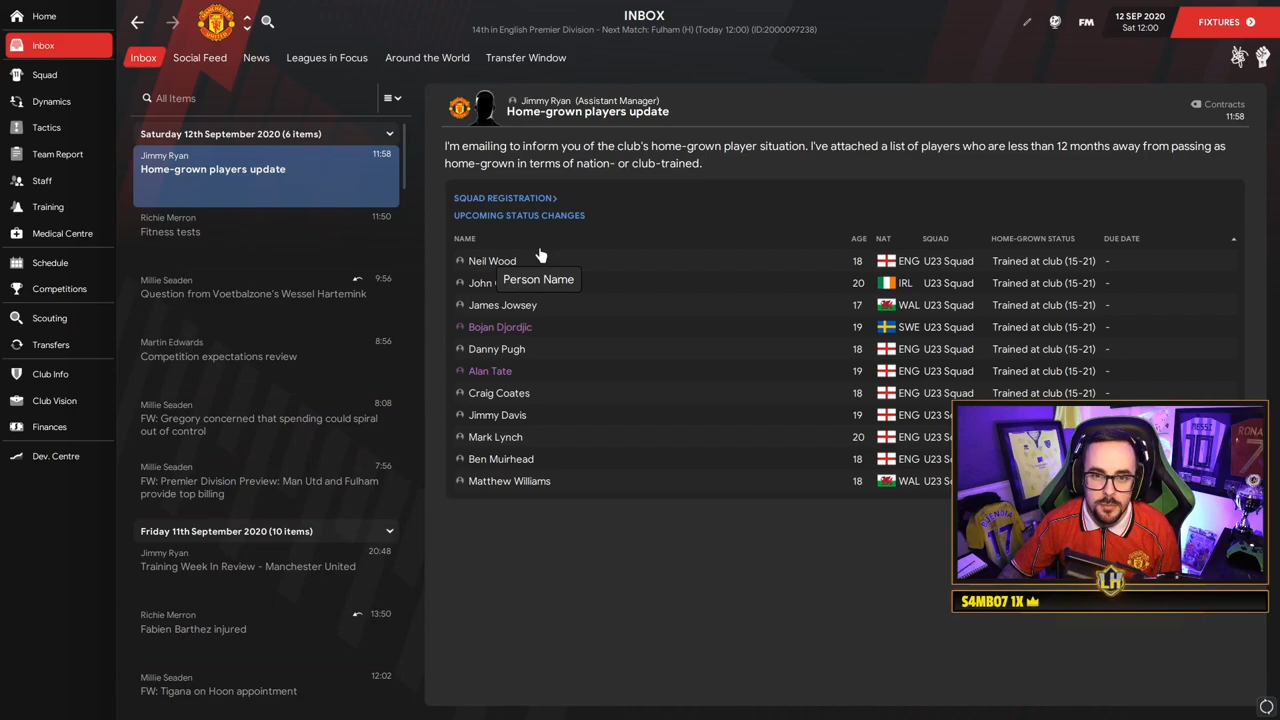 Home
Inbox
Squad
Dynamics
Tactics
Team Report
Staff
Training
Medical Centre
Schedule
Competitions
Scouting
Transfers
Club Info
Club Vision
Finances
Dev. Centre
INBOX
14th in English Premier Division - Next Match: Fulham (H) (Today 12:00) (ID:2000097238)
FM
12 SEP 2020
Sat 12:00
FIXTURES
Inbox
Social Feed
News
Leagues in Focus
Around the World
Transfer Window
All Items
Saturday 12th September 2020 (6 items)
Jimmy Ryan 11:58
Home-grown players update
Richie Merron 11:50
Fitness tests
Millie Seaden 9:56
Question from Voetbalzone's Wessel Hartemink
Martin Edwards 8:56
Competition expectations review
Millie Seaden 8:08
FW: Gregory concerned that spending could spiral
out of control
Millie Seaden 7:56
FW: Premier Division Preview: Man Utd and Fulham
provide top billing
Friday 11th September 2020 (10 items)
Jimmy Ryan 20:48
Training Week In Review - Manchester United
Richie Merron 13:50
Fabien Barthez injured
Millie Seaden 12:02
FW: Tigana on Hoon appointment
Jimmy Ryan (Assistant Manager)
Home-grown players update
Contracts
11:58
I'm emailing to inform you of the club's home-grown player situation. I've attached a list of players who are less than 12 months away from passing as
home-grown in terms of nation- or club-trained.
SQUAD REGISTRATION>
UPCOMING STATUS CHANGES
NAME AGE NAT SQUAD HOME-GROWN STATUS DUE DATE
Neil Wood 18 ENG U23 Squad Trained at club (15-21) -
Person Name
John 20 IRL U23 Squad Trained at club (15-21) -
James Jowsey 17 WAL U23 Squad Trained at club (15-21) -
Bojan Djordjic 19 SWE U23 Squad Trained at club (15-21) -
Danny Pugh 18 ENG U23 Squad Trained at club (15-21) -
Alan Tate 19 ENG U23 Squad Trained at club (15-21) -
Craig Coates 18 ENG U23 Squad Trained at club (15-21) -
Jimmy Davis 19 ENG U23 S
Mark Lynch 20 ENG U23 S
Ben Muirhead 18 ENG U23 S
Matthew Williams 18 WAL U23 S
MESSI
RONA
7
BUENDIA
17
LH
S4MBO7 1X